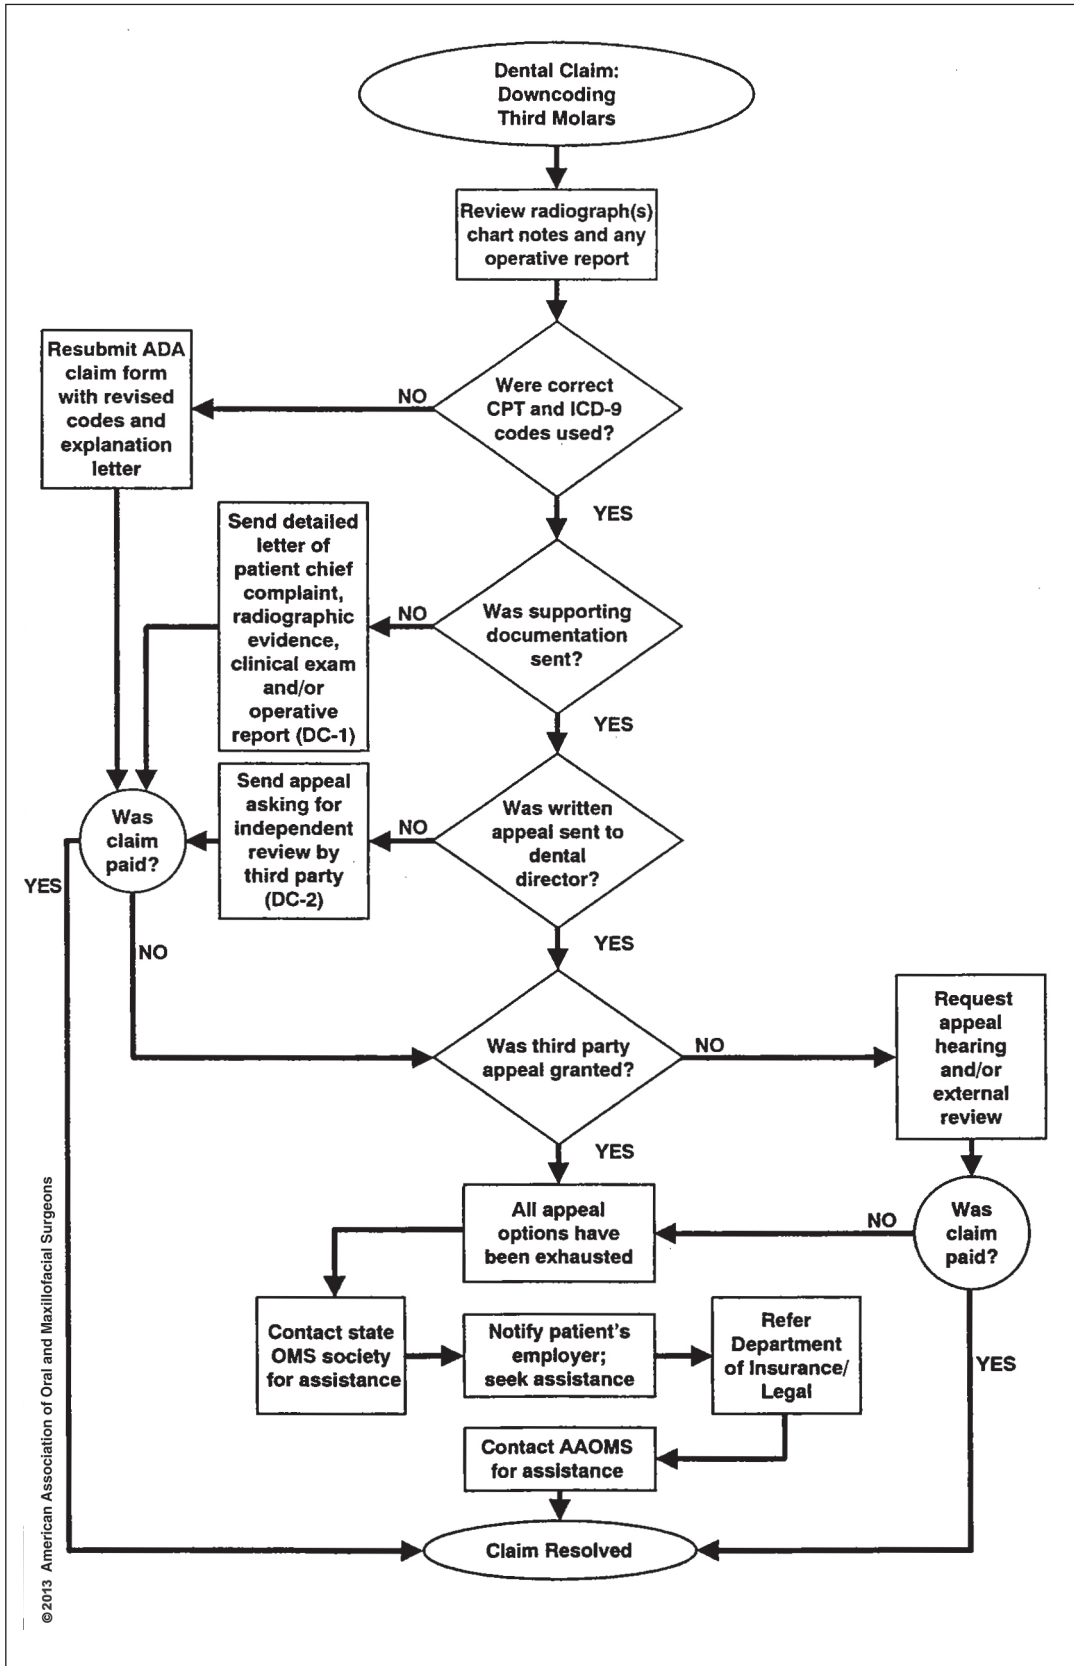 Dental Claim:
Downcoding
Third Molars
Review radiograph(s)
chart notes and any
operative report
Were correct
CPT and ICD-9
codes used?
NO
Resubmit ADA
claim form
with revised
codes and
explanation
letter
YES
Was supporting
documentation
sent?
NO
Send detailed
letter of
patient chief
complaint,
radiographic
evidence,
clinical exam
and/or
operative
report (DC-1)
YES
Was written
appeal sent to
dental
director?
NO
Send appeal
asking for
independent
review by
third party
(DC-2)
Was
claim
paid?
YES
NO
YES
Was third party
appeal granted?
NO
Request
appeal
hearing
and/or
external
review
YES
All appeal
options have
been exhausted
NO
Was
claim
paid?
YES
Contact state
OMS society
for assistance
Notify patient's
employer;
seek assistance
Refer
Department
of Insurance/
Legal
Contact AAOMS
for assistance
Claim Resolved
©2013 American Association of Oral and Maxillofacial Surgeons